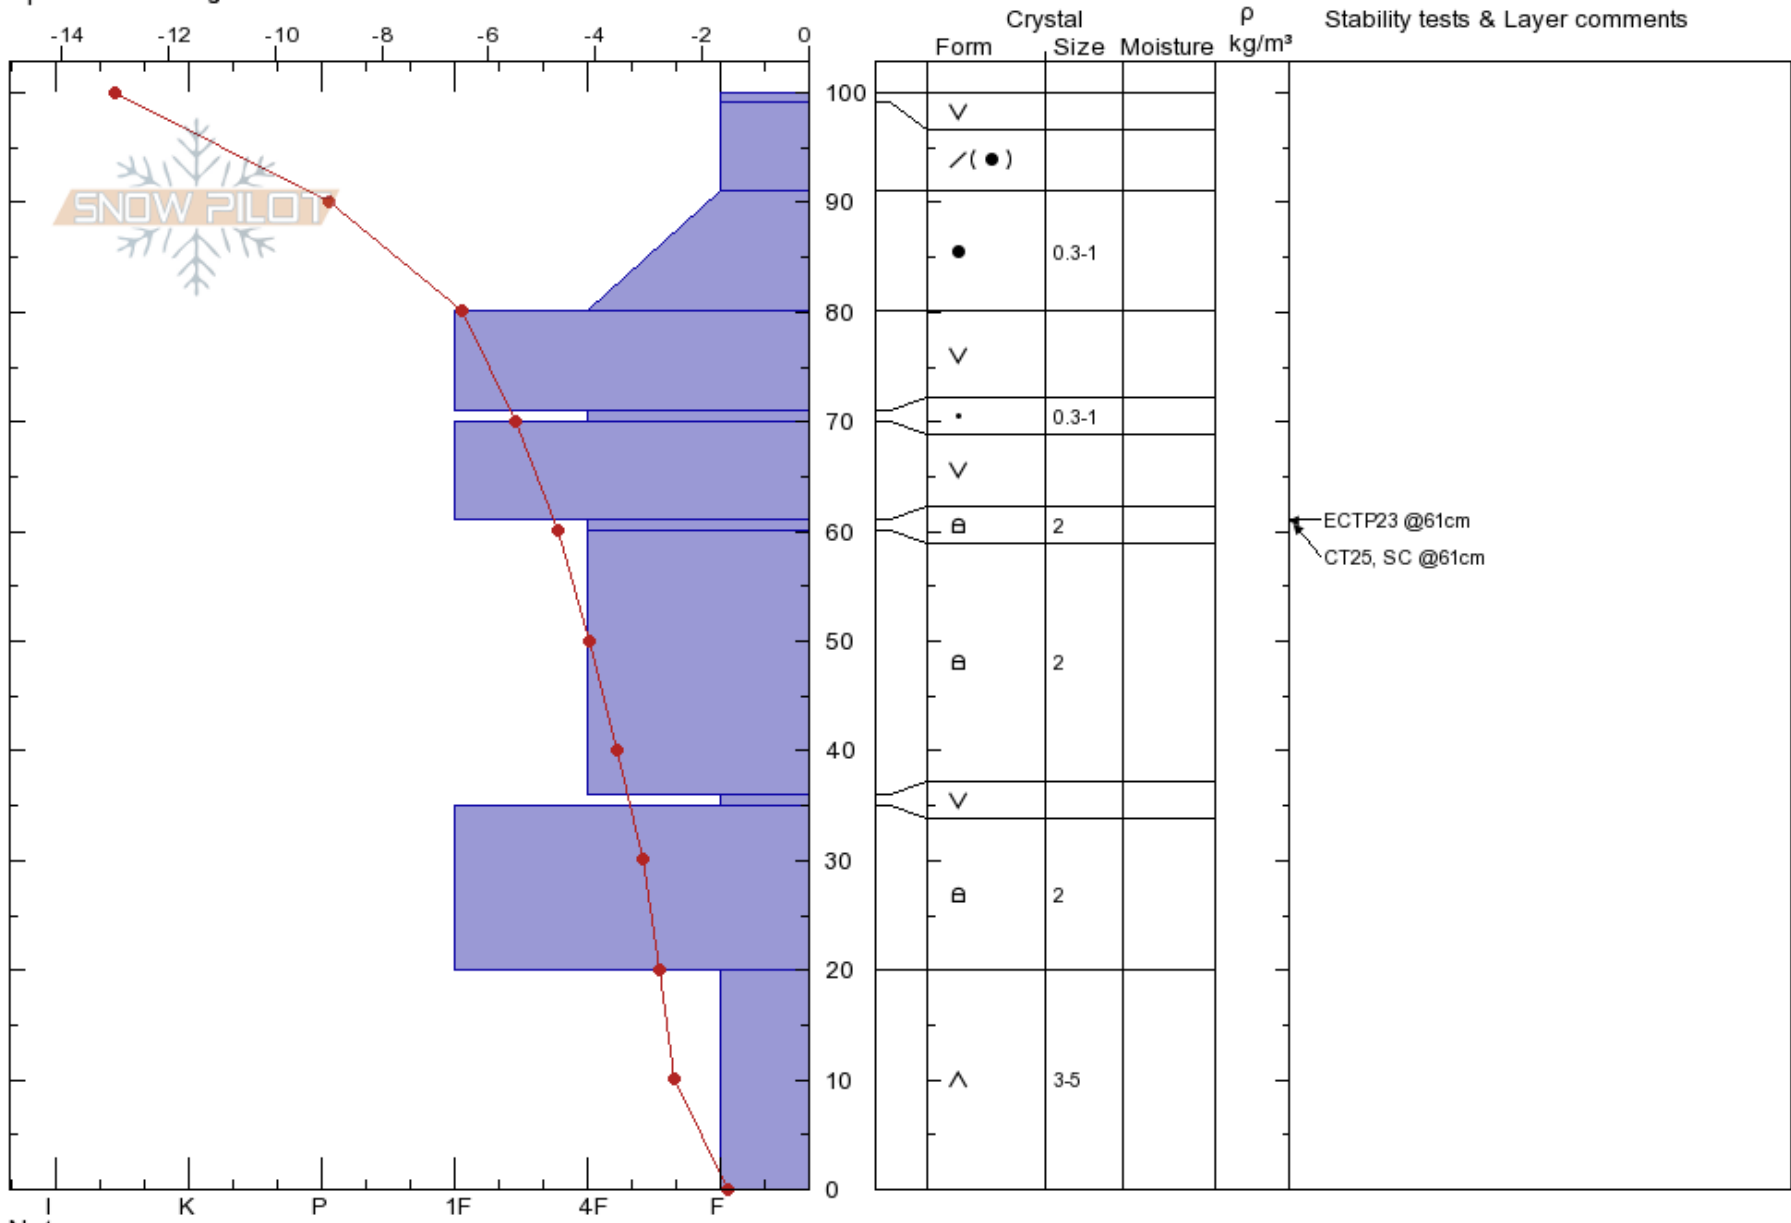 Crystal ρ Stability tests & Layer comments
-14 -12 -10 -8 -6 -4 -2 0 Form Size Moisture kg/m³
100
V
/( ● )
SNOW PILOT
90
● 0.3-1
80
V
70 • 0.3-1
V
60 2 ECTP23 @61cm
CT25, SC @61cm
50
2
40
V
30
2
20
10 Λ 3-5
0
I K P 1F 4F F